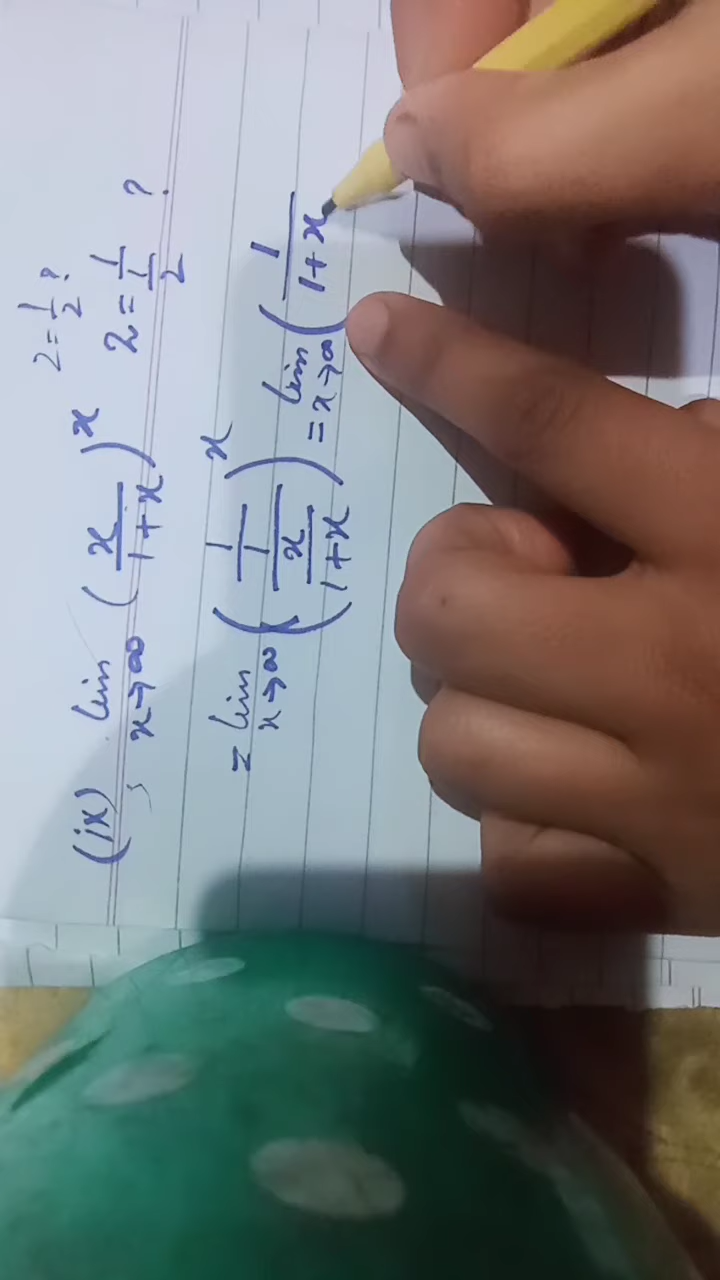 2 = 1/2 ?
(ix) lim x→∞ (x/(1+x))^x 2 = 1/(1/2) ?
= lim x→∞ (1/(1/(x/(1+x))))^x = lim x→∞ (1/(1+x